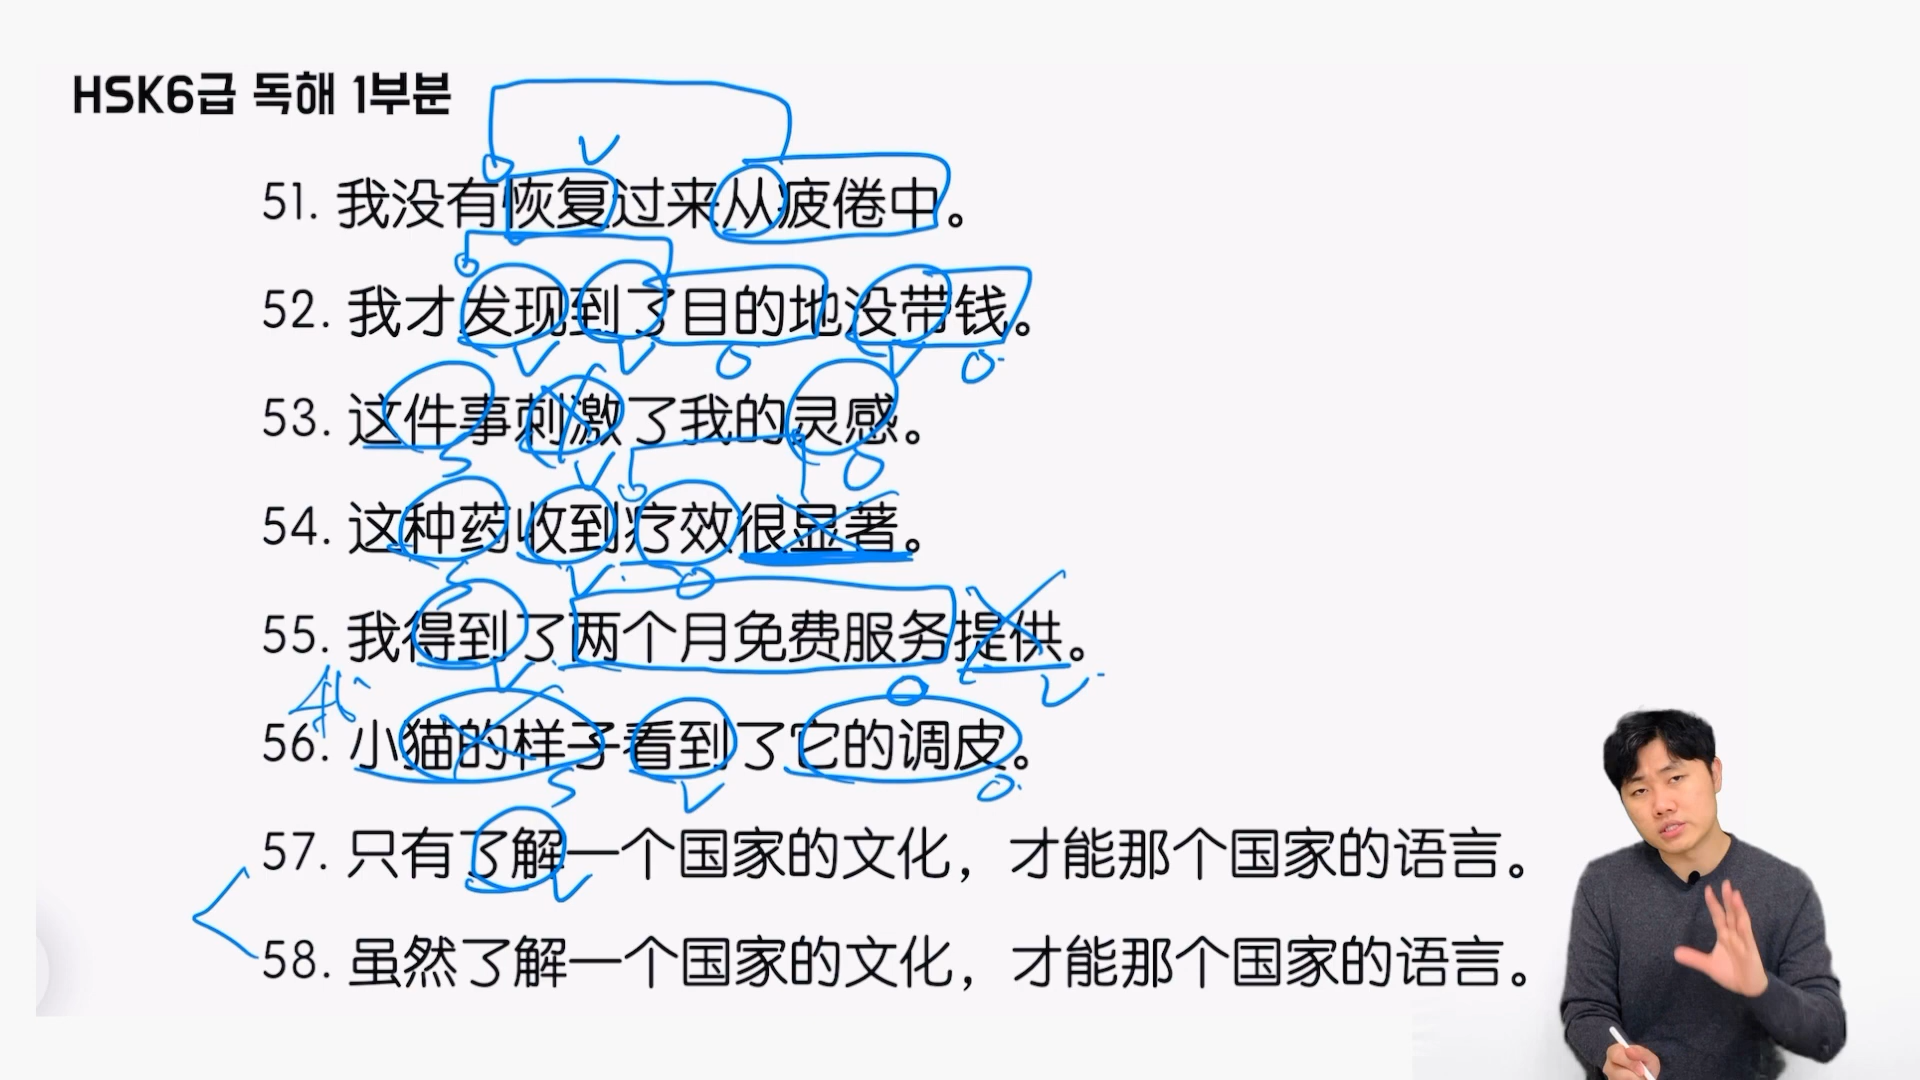 HSK6급 독해 1부분
51. 我没有恢复过来从疲倦中。
52. 我才发现到了目的地没带钱。
53. 这件事刺激了我的灵感。
54. 这种药收到疗效很显著。
55. 我得到了两个月免费服务提供。
56. 小猫的样子看到了它的调皮。
57. 只有了解一个国家的文化，才能那个国家的语言。
58. 虽然了解一个国家的文化，才能那个国家的语言。